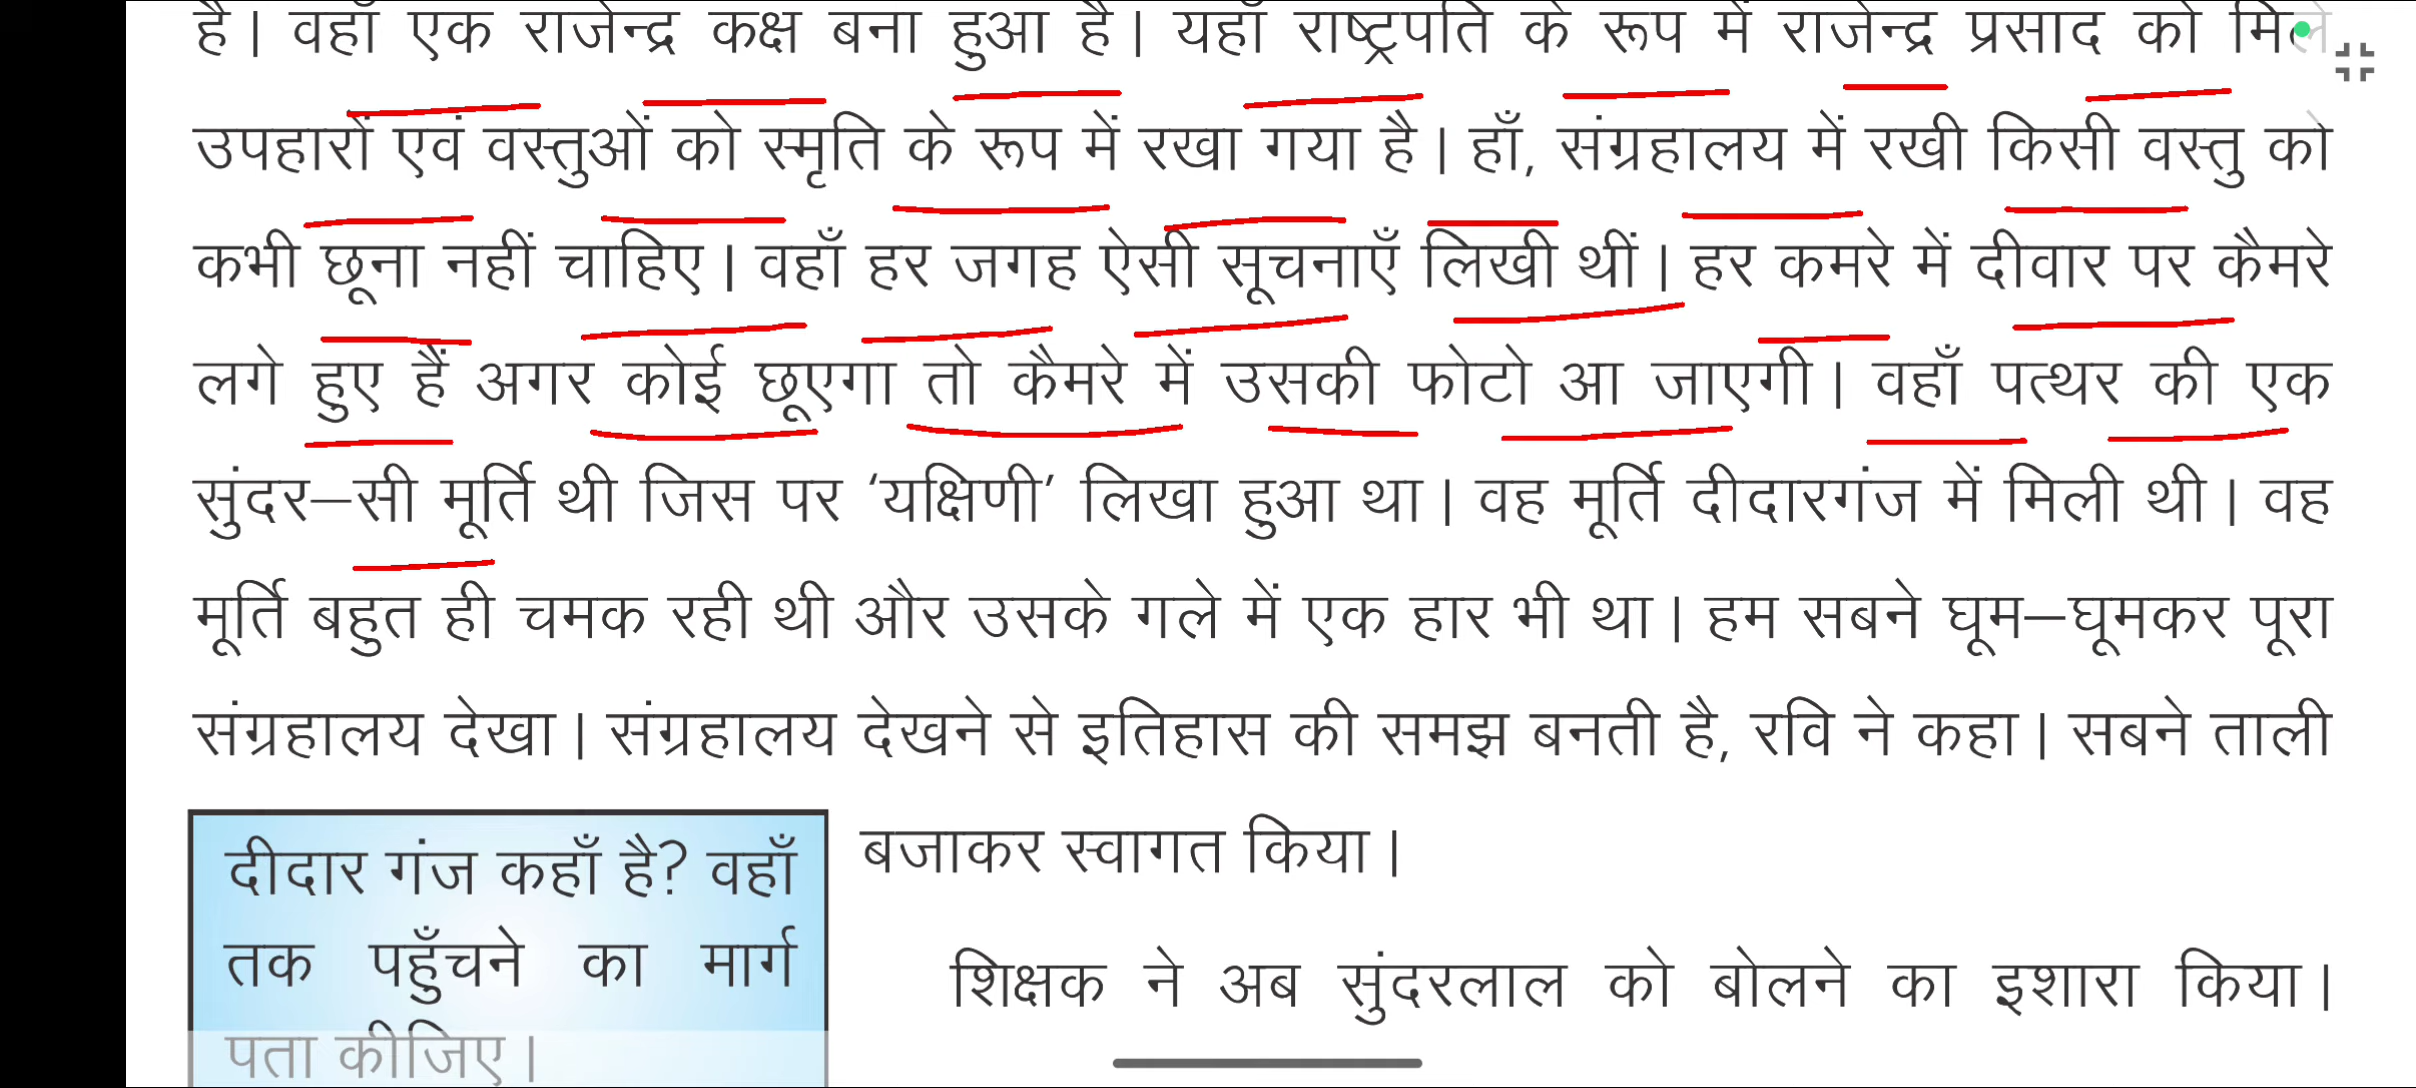 है। वहाँ एक राजेन्द्र कक्ष बना हुआ है। यहाँ राष्ट्रपति के रूप में राजेन्द्र प्रसाद को मिले
उपहारों एवं वस्तुओं को स्मृति के रूप में रखा गया है। हाँ, संग्रहालय में रखी किसी वस्तु को
कभी छूना नहीं चाहिए। वहाँ हर जगह ऐसी सूचनाएँ लिखी थीं। हर कमरे में दीवार पर कैमरे
लगे हुए हैं अगर कोई छूएगा तो कैमरे में उसकी फोटो आ जाएगी। वहाँ पत्थर की एक
सुंदर–सी मूर्ति थी जिस पर ‘यक्षिणी’ लिखा हुआ था। वह मूर्ति दीदारगंज में मिली थी। वह
मूर्ति बहुत ही चमक रही थी और उसके गले में एक हार भी था। हम सबने घूम–घूमकर पूरा
संग्रहालय देखा। संग्रहालय देखने से इतिहास की समझ बनती है, रवि ने कहा। सबने ताली
बजाकर स्वागत किया।
शिक्षक ने अब सुंदरलाल को बोलने का इशारा किया।
दीदार गंज कहाँ है? वहाँ
तक पहुँचने का मार्ग
पता कीजिए।